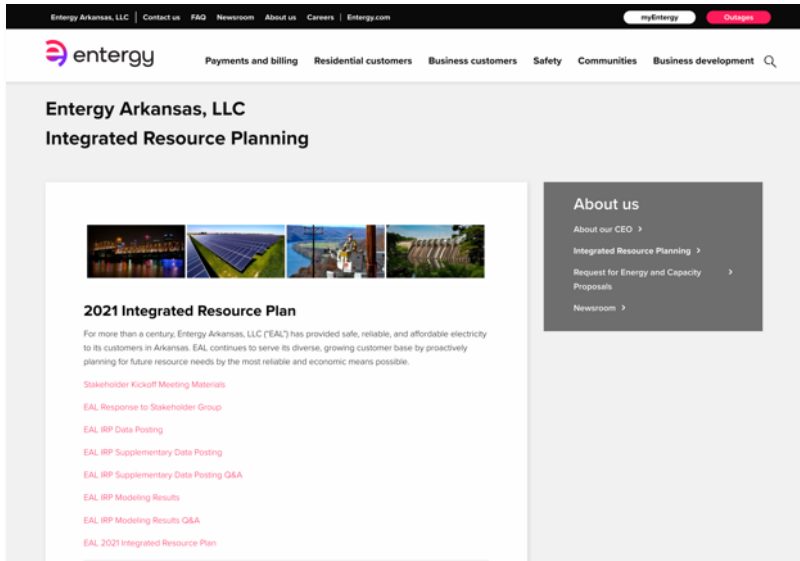 Entergy Arkansas, LLC | Contact us FAQ Newsroom About us Careers | Entergy.com
myEntergy
Outages
entergy
Payments and billing Residential customers Business customers Safety Communities Business development
Entergy Arkansas, LLC
Integrated Resource Planning
2021 Integrated Resource Plan
For more than a century, Entergy Arkansas, LLC ("EAL") has provided safe, reliable, and affordable electricity
to its customers in Arkansas. EAL continues to serve its diverse, growing customer base by proactively
planning for future resource needs by the most reliable and economic means possible.
Stakeholder Kickoff Meeting Materials
EAL Response to Stakeholder Group
EAL IRP Data Posting
EAL IRP Supplementary Data Posting
EAL IRP Supplementary Data Posting Q&A
EAL IRP Modeling Results
EAL IRP Modeling Results Q&A
EAL 2021 Integrated Resource Plan
About us
About our CEO >
Integrated Resource Planning >
Request for Energy and Capacity >
Proposals
Newsroom >